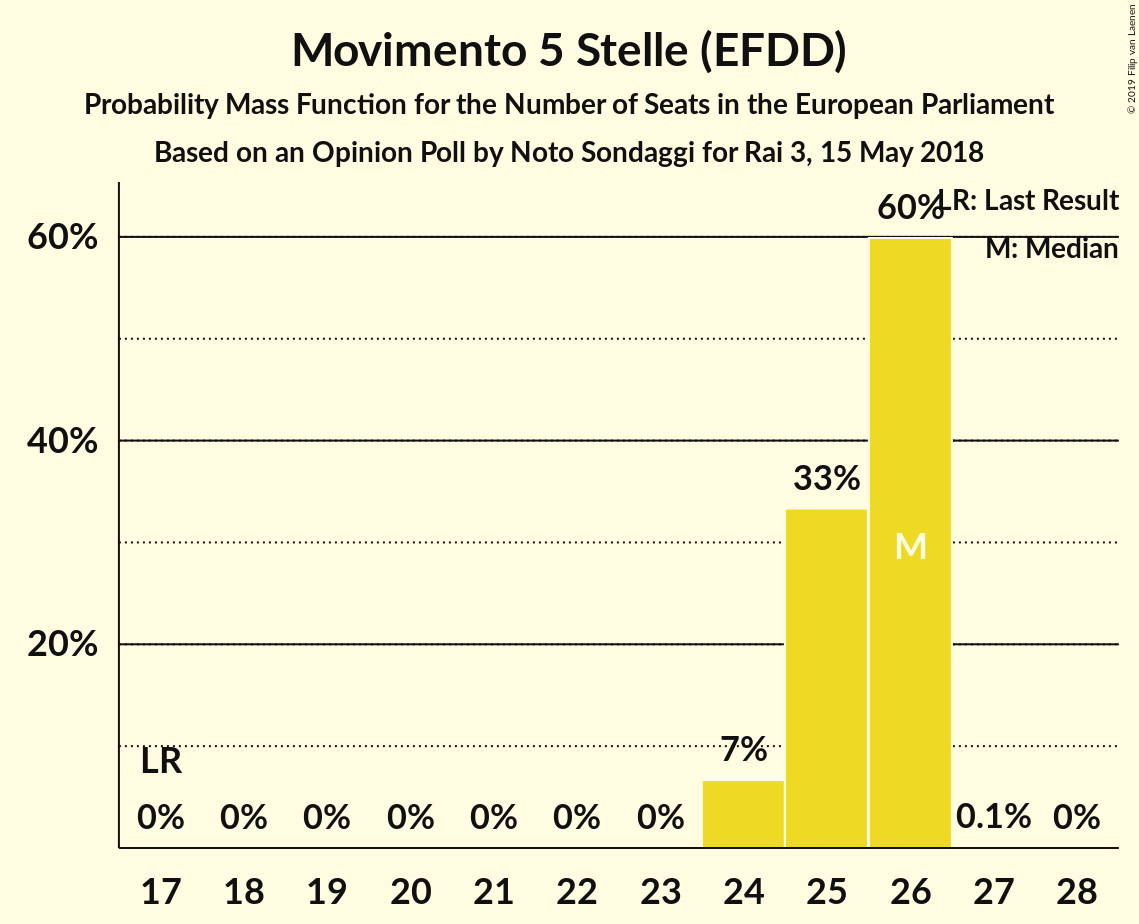 Movimento 5 Stelle (EFDD)
Probability Mass Function for the Number of Seats in the European Parliament
Based on an Opinion Poll by Noto Sondaggi for Rai 3, 15 May 2018
© 2019 Filip van Laenen
LR: Last Result
M: Median
60%
40%
20%
60%
33%
M
7%
LR
0% 0% 0% 0% 0% 0% 0% 0.1% 0%
17 18 19 20 21 22 23 24 25 26 27 28